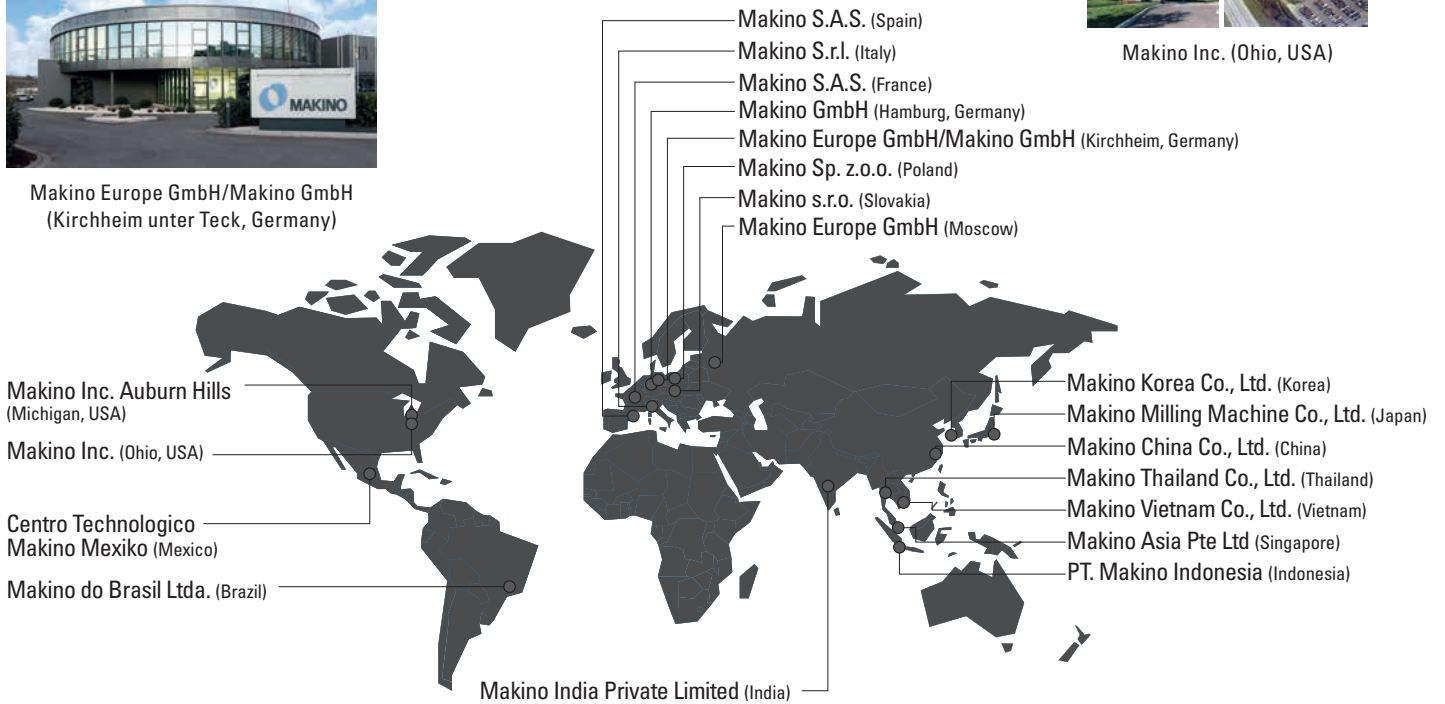 MAKINO
Makino Europe GmbH/Makino GmbH
(Kirchheim unter Teck, Germany)
Makino Inc. (Ohio, USA)
Makino S.A.S. (Spain)
Makino S.r.l. (Italy)
Makino S.A.S. (France)
Makino GmbH (Hamburg, Germany)
Makino Europe GmbH/Makino GmbH (Kirchheim, Germany)
Makino Sp. z.o.o. (Poland)
Makino s.r.o. (Slovakia)
Makino Europe GmbH (Moscow)
Makino Inc. Auburn Hills
(Michigan, USA)
Makino Inc. (Ohio, USA)
Centro Technologico
Makino Mexiko (Mexico)
Makino do Brasil Ltda. (Brazil)
Makino Korea Co., Ltd. (Korea)
Makino Milling Machine Co., Ltd. (Japan)
Makino China Co., Ltd. (China)
Makino Thailand Co., Ltd. (Thailand)
Makino Vietnam Co., Ltd. (Vietnam)
Makino Asia Pte Ltd (Singapore)
PT. Makino Indonesia (Indonesia)
Makino India Private Limited (India)